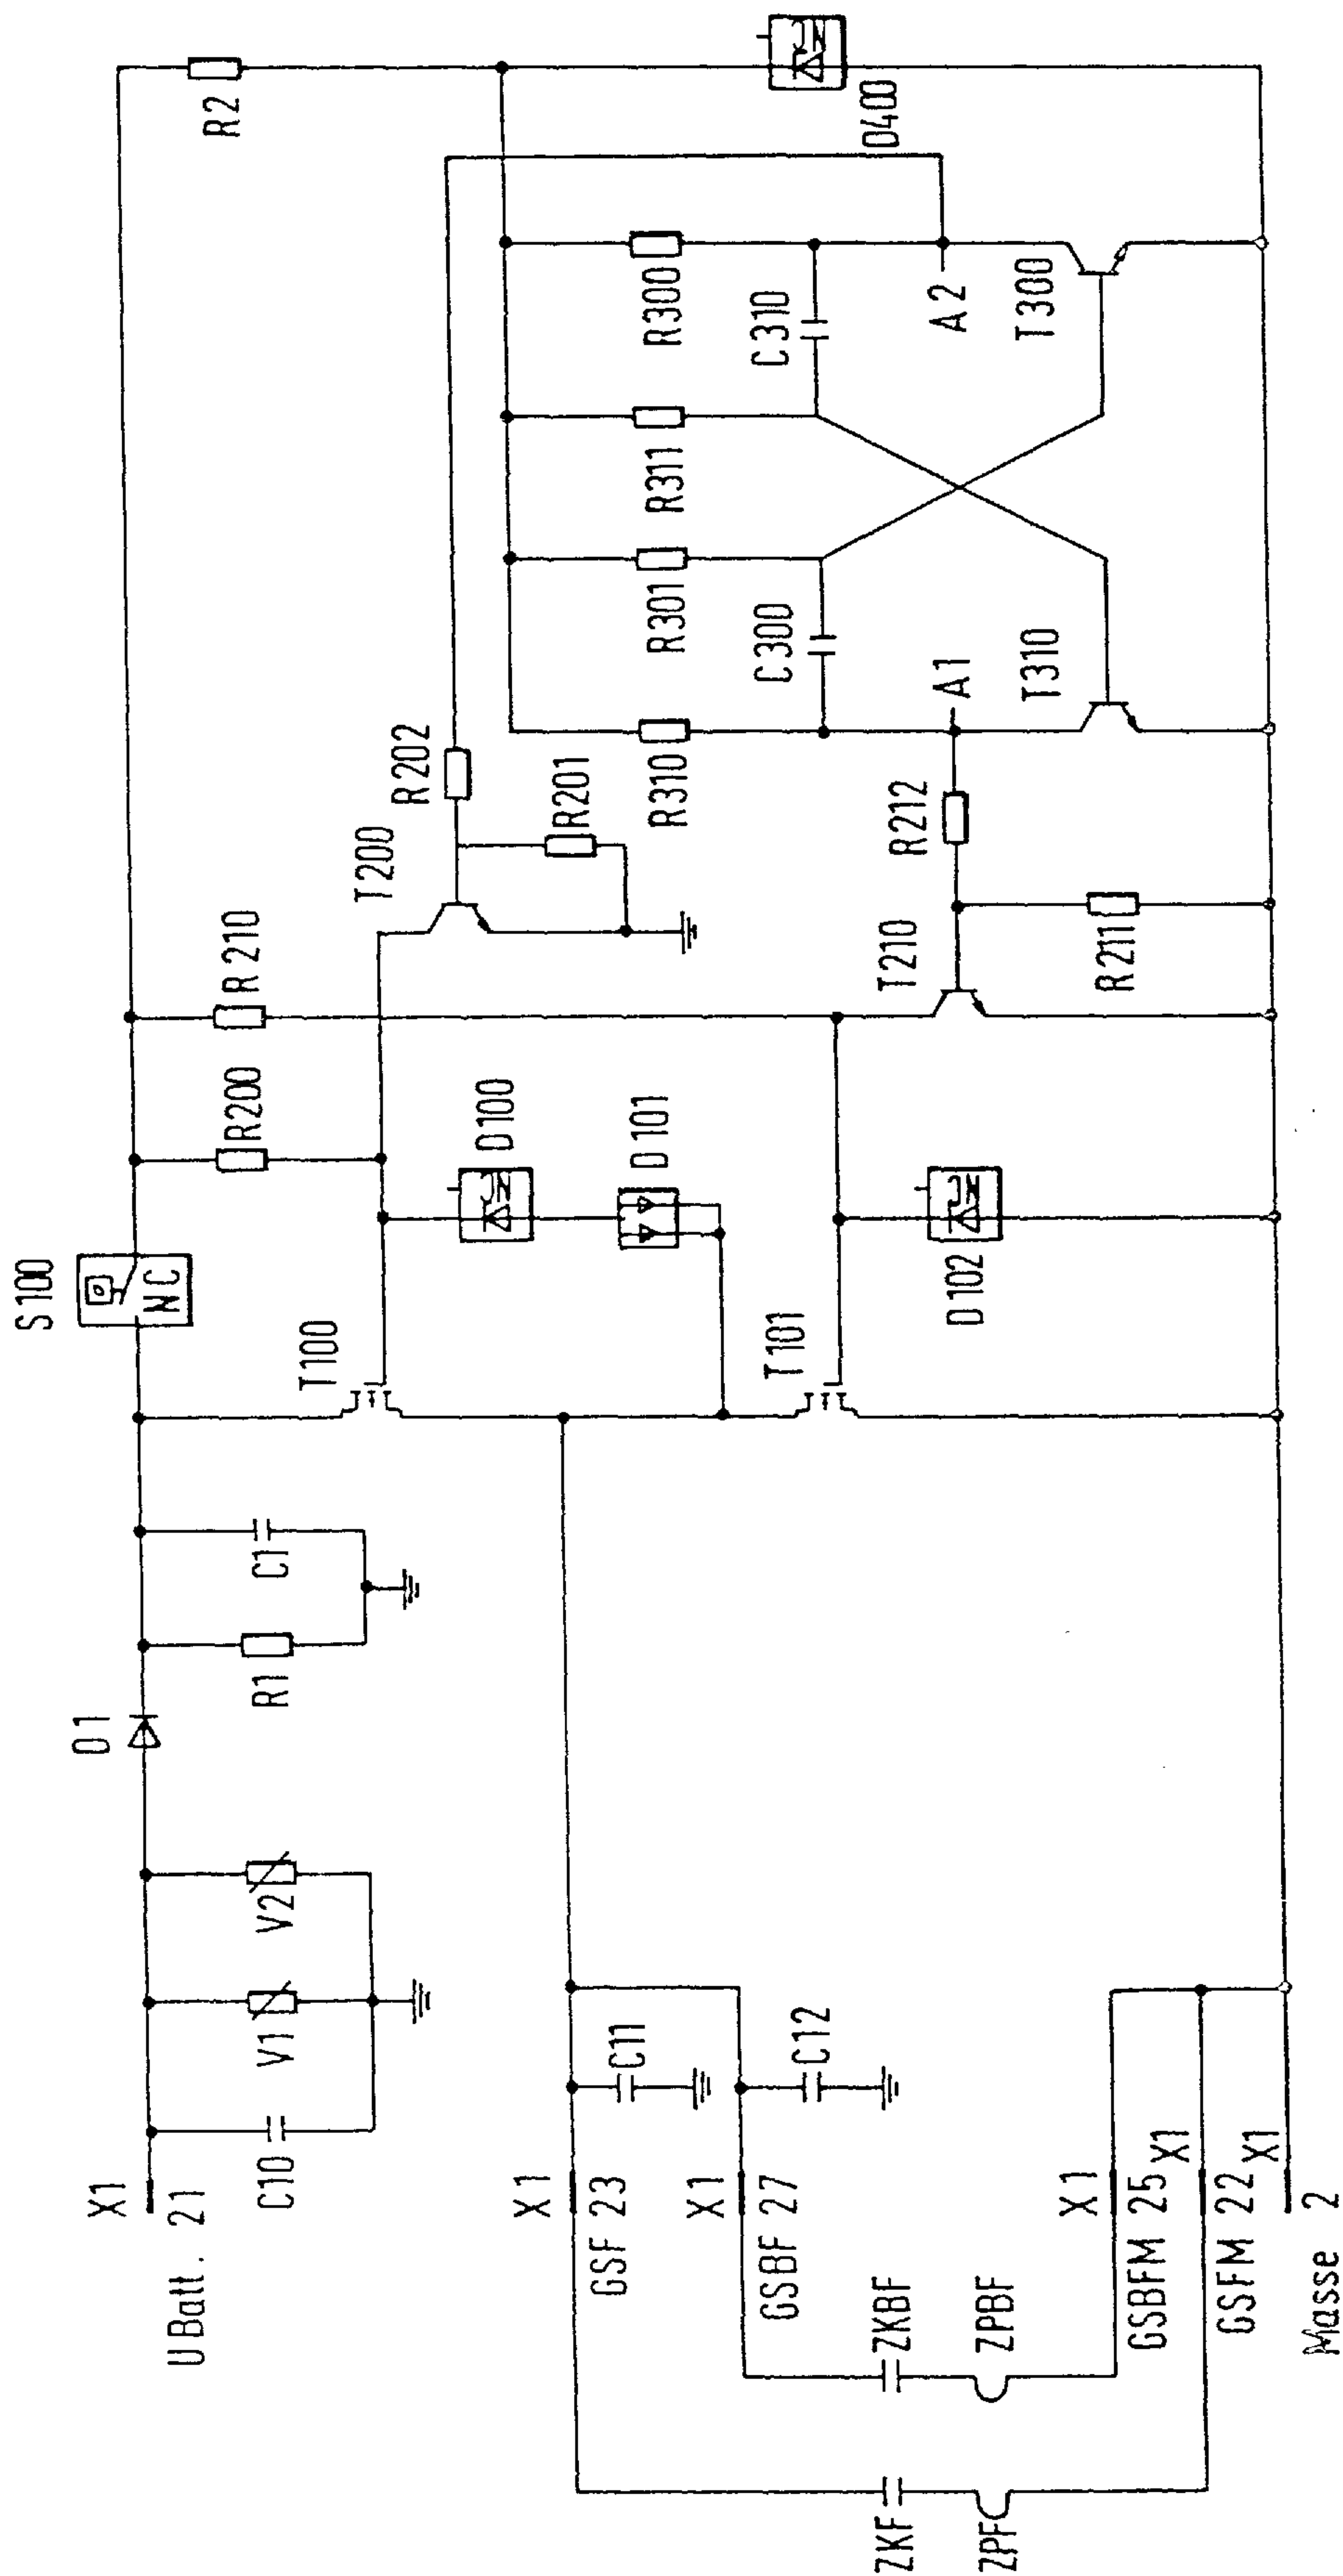 S100
NC
R2
R200
R210
T100
T200
R202
R201
D100
D101
T101
D102
T210
R212
R211
R310
R301
R311
R300
C300
C310
A1
A2
T310
T300
D400
D1
R1
C1
V2
V1
C10
X1
UBatt. 21
C11
C12
X1
GSF 23
X1
GSBF 27
X1
GSBFM 25
X1
GSFM 22
X1
Masse 2
ZKBF
ZPBF
ZKF
ZPF